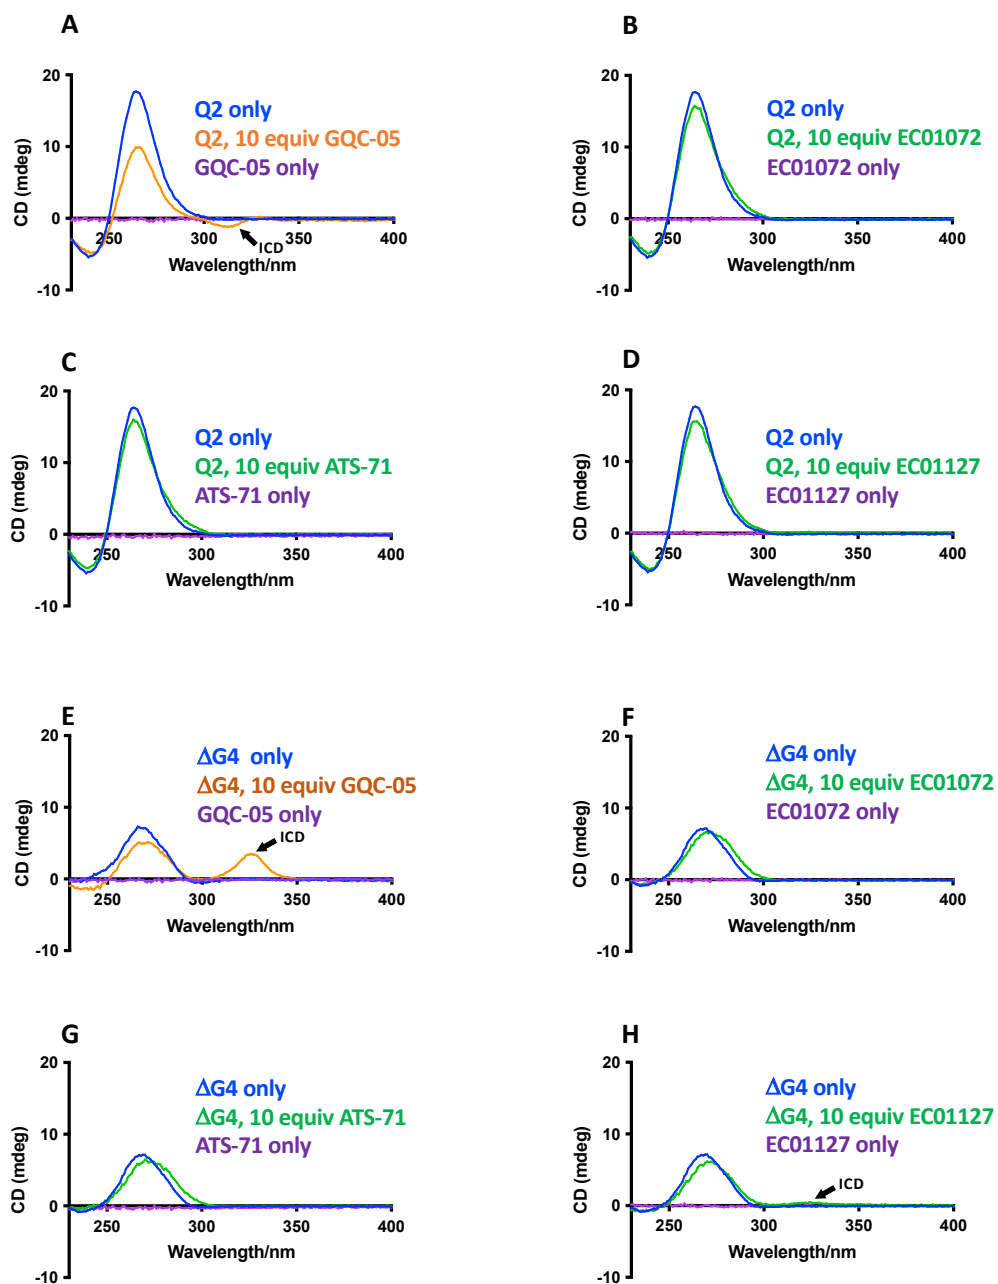 A
20
10
0
-10
CD (mdeg)
250
300
350
400
Wavelength/nm
Q2 only
Q2, 10 equiv GQC-05
GQC-05 only
ICD
B
20
10
0
-10
CD (mdeg)
250
300
350
400
Wavelength/nm
Q2 only
Q2, 10 equiv EC01072
EC01072 only
C
20
10
0
-10
CD (mdeg)
250
300
350
400
Wavelength/nm
Q2 only
Q2, 10 equiv ATS-71
ATS-71 only
D
20
10
0
-10
CD (mdeg)
250
300
350
400
Wavelength/nm
Q2 only
Q2, 10 equiv EC01127
EC01127 only
E
20
10
0
-10
CD (mdeg)
250
300
350
400
Wavelength/nm
ΔG4 only
ΔG4, 10 equiv GQC-05
GQC-05 only
ICD
F
20
10
0
-10
CD (mdeg)
250
300
350
400
Wavelength/nm
ΔG4 only
ΔG4, 10 equiv EC01072
EC01072 only
G
20
10
0
-10
CD (mdeg)
250
300
350
400
Wavelength/nm
ΔG4 only
ΔG4, 10 equiv ATS-71
ATS-71 only
H
20
10
0
-10
CD (mdeg)
250
300
350
400
Wavelength/nm
ΔG4 only
ΔG4, 10 equiv EC01127
EC01127 only
ICD